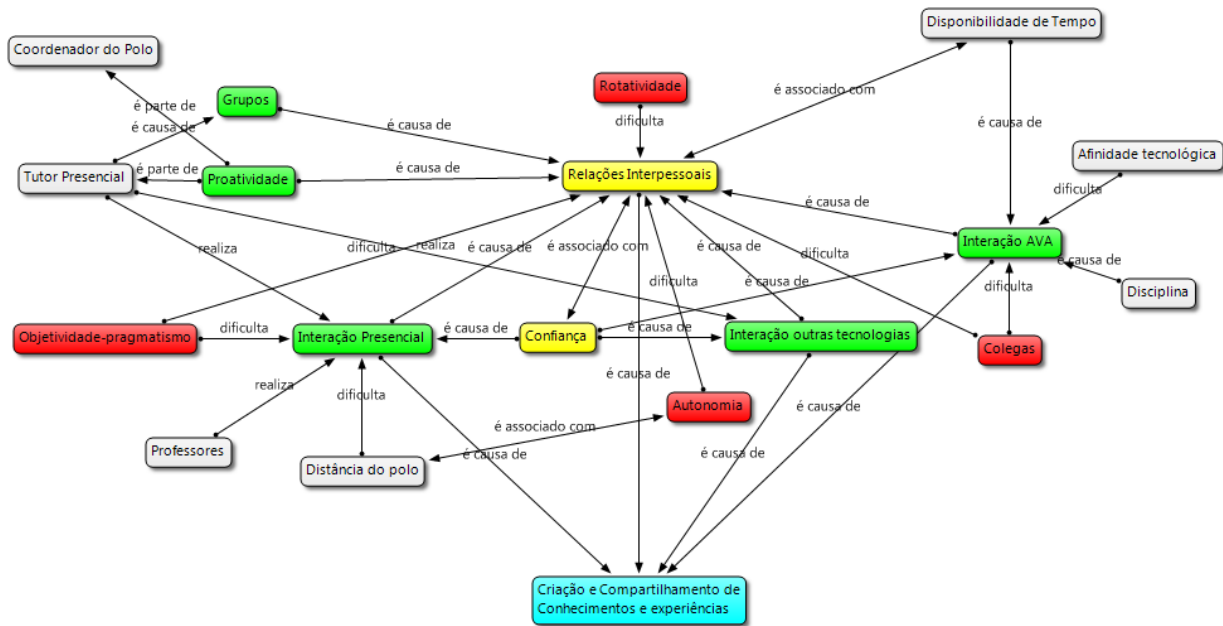 Disponibilidade de Tempo
Coordenador do Polo
Rotatividade
é associado com
Grupos
é parte de
é causa de
é causa de
dificulta
é causa de
Afinidade tecnológica
Tutor Presencial
é parte de
Proatividade
é causa de
Relações Interpessoais
dificulta
é causa de
Interação AVA
realiza
dificulta
realiza
é causa de
é associado com
é causa de
dificulta
é causa de
dificulta
é causa de
dificulta
Disciplina
Objetividade-pragmatismo
dificulta
Interação Presencial
é causa de
Confiança
é causa de
Interação outras tecnologias
Colegas
realiza
dificulta
é causa de
Autonomia
é causa de
é associado com
Professores
Distância do polo
é causa de
é causa de
Criação e Compartilhamento de
Conhecimentos e experiências